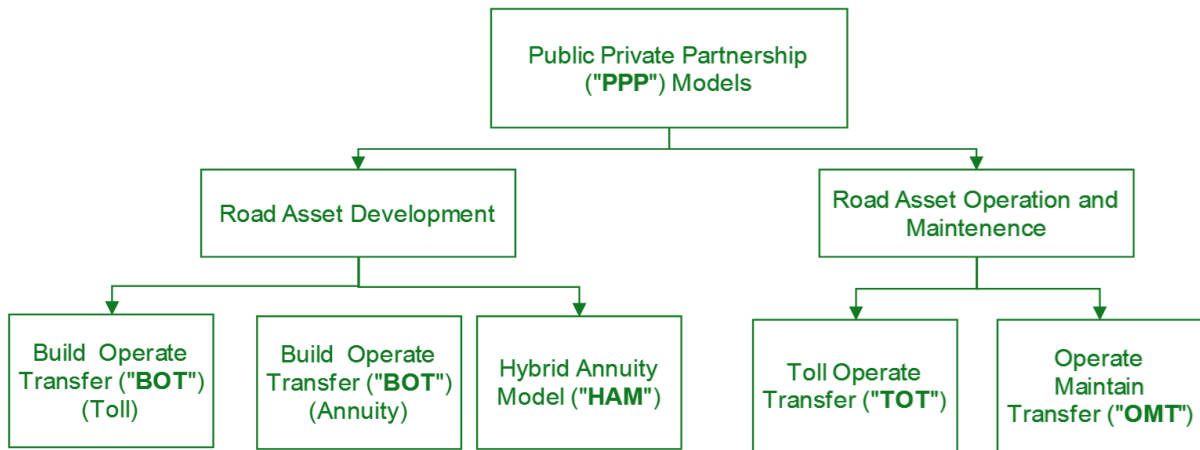 Public Private Partnership
("PPP") Models
Road Asset Development
Road Asset Operation and
Maintenence
Build Operate
Transfer ("BOT")
(Toll)
Build Operate
Transfer ("BOT")
(Annuity)
Hybrid Annuity
Model ("HAM")
Toll Operate
Transfer ("TOT")
Operate
Maintain
Transfer ("OMT")